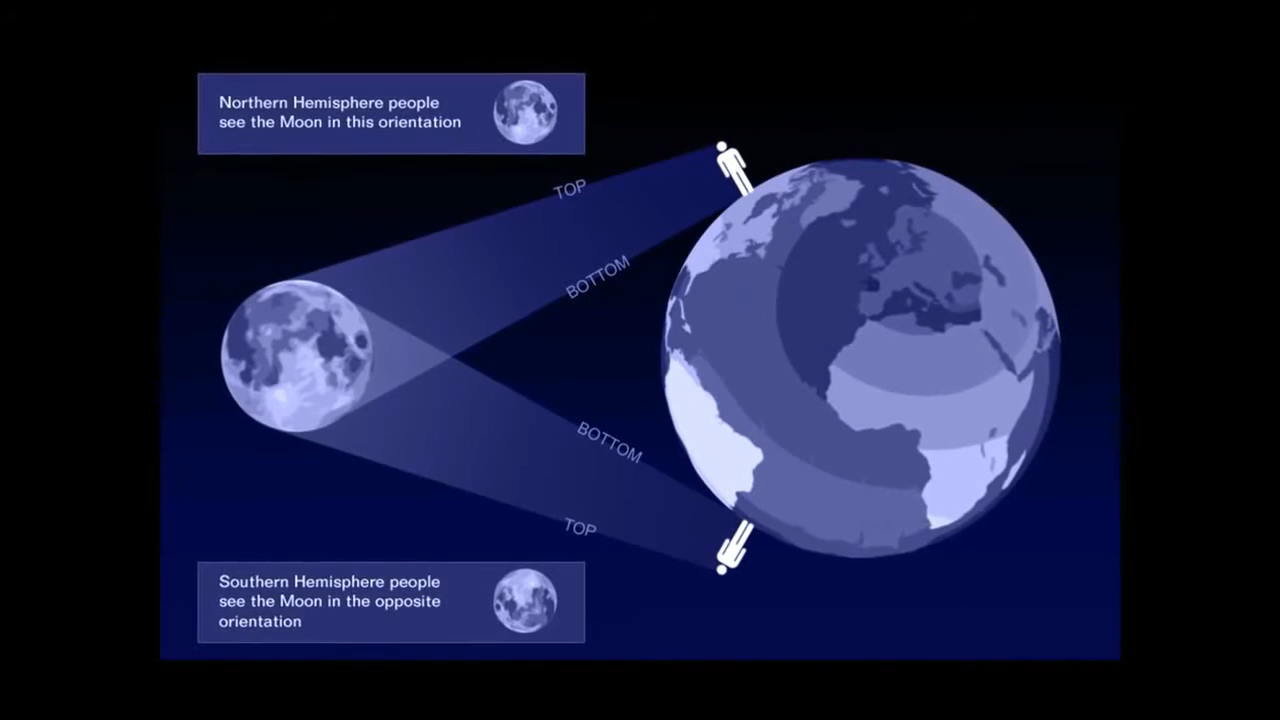 Northern Hemisphere people
see the Moon in this orientation
TOP
BOTTOM
BOTTOM
TOP
Southern Hemisphere people
see the Moon in the opposite
orientation